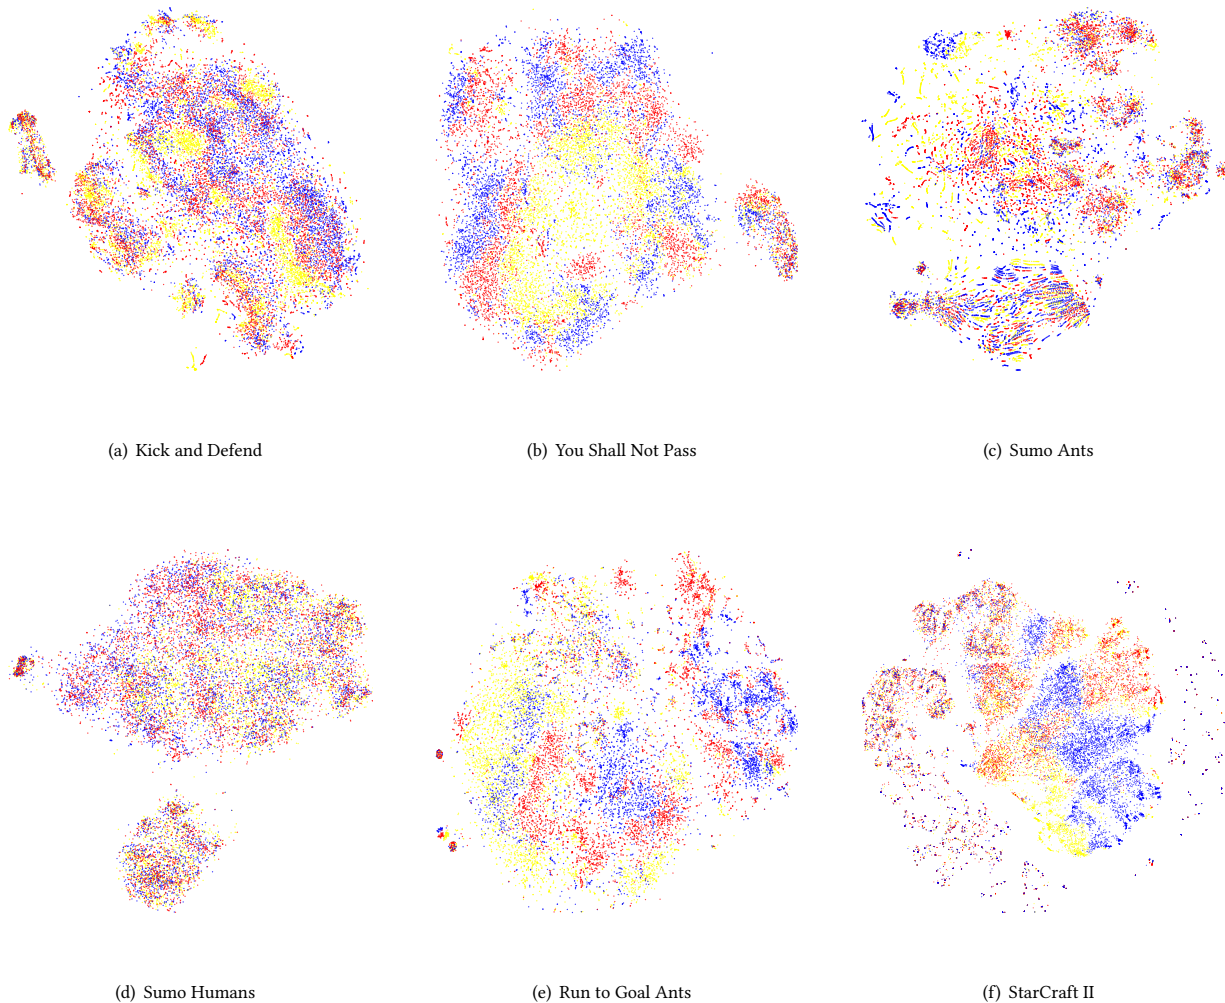 (a) Kick and Defend
(b) You Shall Not Pass
(c) Sumo Ants
(d) Sumo Humans
(e) Run to Goal Ants
(f) StarCraft II